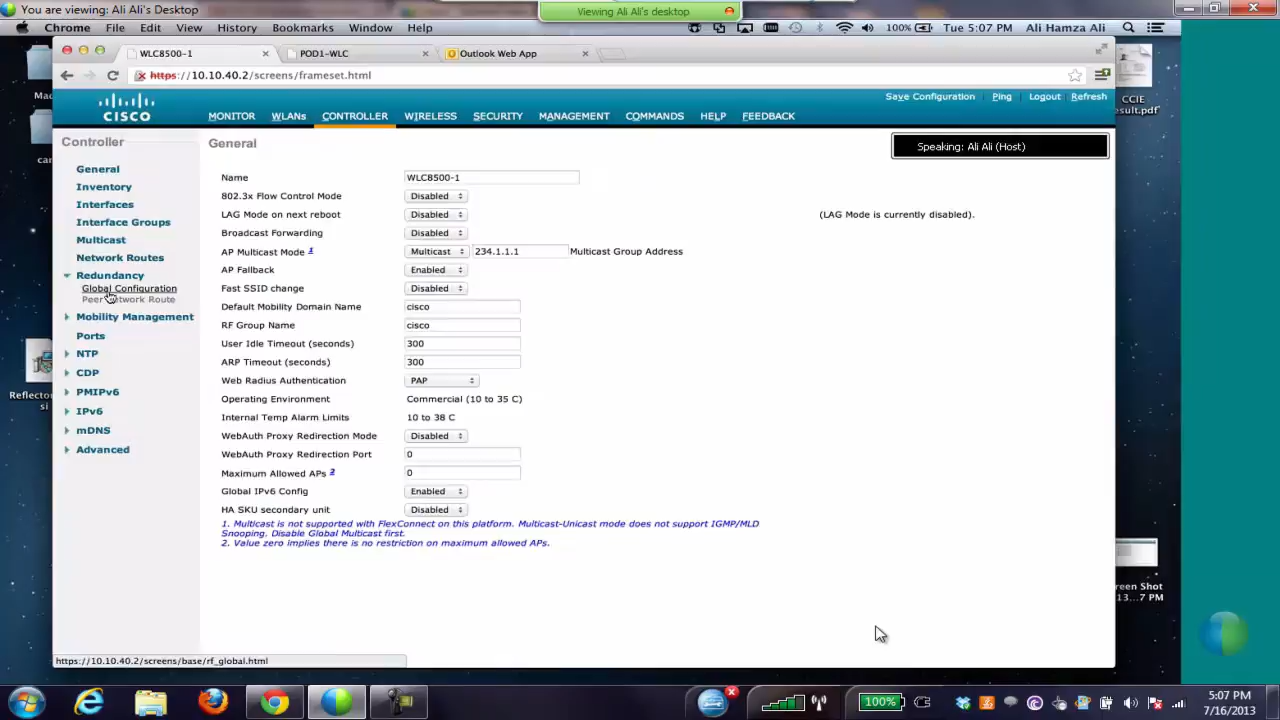 You are viewing: Ali Ali's Desktop
Viewing Ali Ali's desktop
Chrome File Edit View History Bookmarks Window Help
100% Tue 5:07 PM Ali Hamza Ali
WLC8500-1
POD1-WLC
Outlook Web App
https://10.10.40.2/screens/frameset.html
Save Configuration Ping Logout Refresh
CISCO
MONITOR WLANs CONTROLLER WIRELESS SECURITY MANAGEMENT COMMANDS HELP FEEDBACK
Controller
General
Inventory
Interfaces
Interface Groups
Multicast
Network Routes
Redundancy
Global Configuration
Peer Network Route
Mobility Management
Ports
NTP
CDP
PMIPv6
IPv6
mDNS
Advanced
General
Speaking: Ali Ali (Host)
Name WLC8500-1
802.3x Flow Control Mode Disabled
LAG Mode on next reboot Disabled (LAG Mode is currently disabled).
Broadcast Forwarding Disabled
AP Multicast Mode 1 Multicast 234.1.1.1 Multicast Group Address
AP Fallback Enabled
Fast SSID change Disabled
Default Mobility Domain Name cisco
RF Group Name cisco
User Idle Timeout (seconds) 300
ARP Timeout (seconds) 300
Web Radius Authentication PAP
Operating Environment Commercial (10 to 35 C)
Internal Temp Alarm Limits 10 to 38 C
WebAuth Proxy Redirection Mode Disabled
WebAuth Proxy Redirection Port 0
Maximum Allowed APs 2 0
Global IPv6 Config Enabled
HA SKU secondary unit Disabled
1. Multicast is not supported with FlexConnect on this platform. Multicast-Unicast mode does not support IGMP/MLD
Snooping. Disable Global Multicast first.
2. Value zero implies there is no restriction on maximum allowed APs.
https://10.10.40.2/screens/base/rf_global.html
Mac
car
Reflector
si
CCIE
sult.pdf
reen Shot
13...7 PM
100%
5:07 PM
7/16/2013